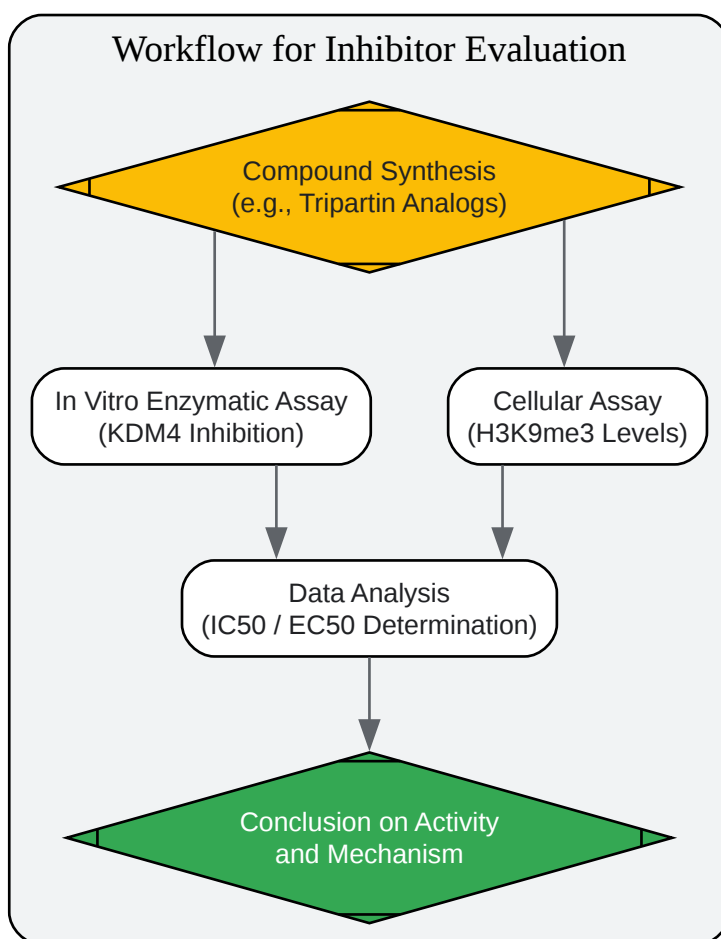 Workflow for Inhibitor Evaluation
Compound Synthesis
(e.g., Tripartin Analogs)
In Vitro Enzymatic Assay
(KDM4 Inhibition)
Cellular Assay
(H3K9me3 Levels)
Data Analysis
(IC50 / EC50 Determination)
Conclusion on Activity
and Mechanism